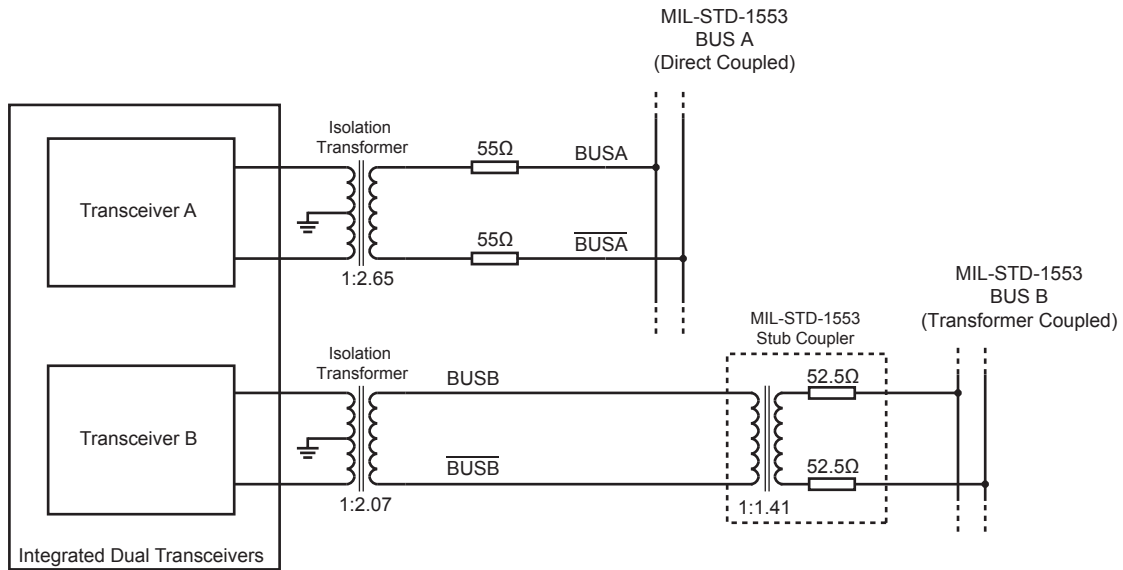 MIL-STD-1553
BUS A
(Direct Coupled)
Isolation
Transformer
55Ω
BUSA
Transceiver A
55Ω
B̅U̅S̅A̅
1:2.65
MIL-STD-1553
BUS B
(Transformer Coupled)
MIL-STD-1553
Stub Coupler
Isolation
Transformer
BUSB
52.5Ω
Transceiver B
B̅U̅S̅B̅
52.5Ω
1:2.07
1:1.41
Integrated Dual Transceivers